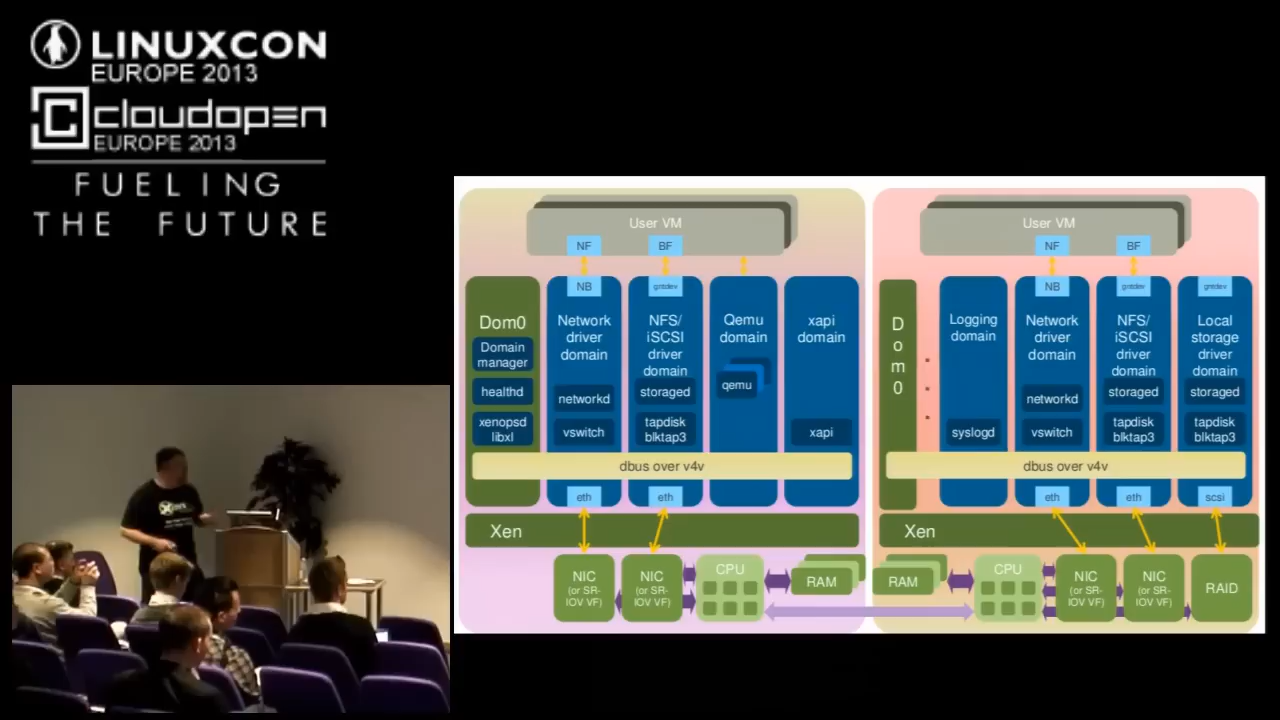 LINUXCON
EUROPE 2013
cloudopen
EUROPE 2013
FUELING
THE FUTURE
User VM
NF
BF
NB
gntdev
Dom0
Domain
manager
healthd
xenopsd
libxl
Network
driver
domain
networkd
vswitch
NFS/
iSCSI
driver
domain
storaged
tapdisk
blktap3
Qemu
domain
qemu
xapi
domain
xapi
dbus over v4v
eth
eth
Xen
NIC
(or SR-
IOV VF)
NIC
(or SR-
IOV VF)
CPU
RAM
User VM
NF
BF
NB
gntdev
gntdev
D
o
m
0
Logging
domain
syslogd
Network
driver
domain
networkd
vswitch
NFS/
iSCSI
driver
domain
storaged
tapdisk
blktap3
Local
storage
driver
domain
storaged
tapdisk
blktap3
dbus over v4v
eth
eth
scsi
Xen
RAM
CPU
NIC
(or SR-
IOV VF)
NIC
(or SR-
IOV VF)
RAID